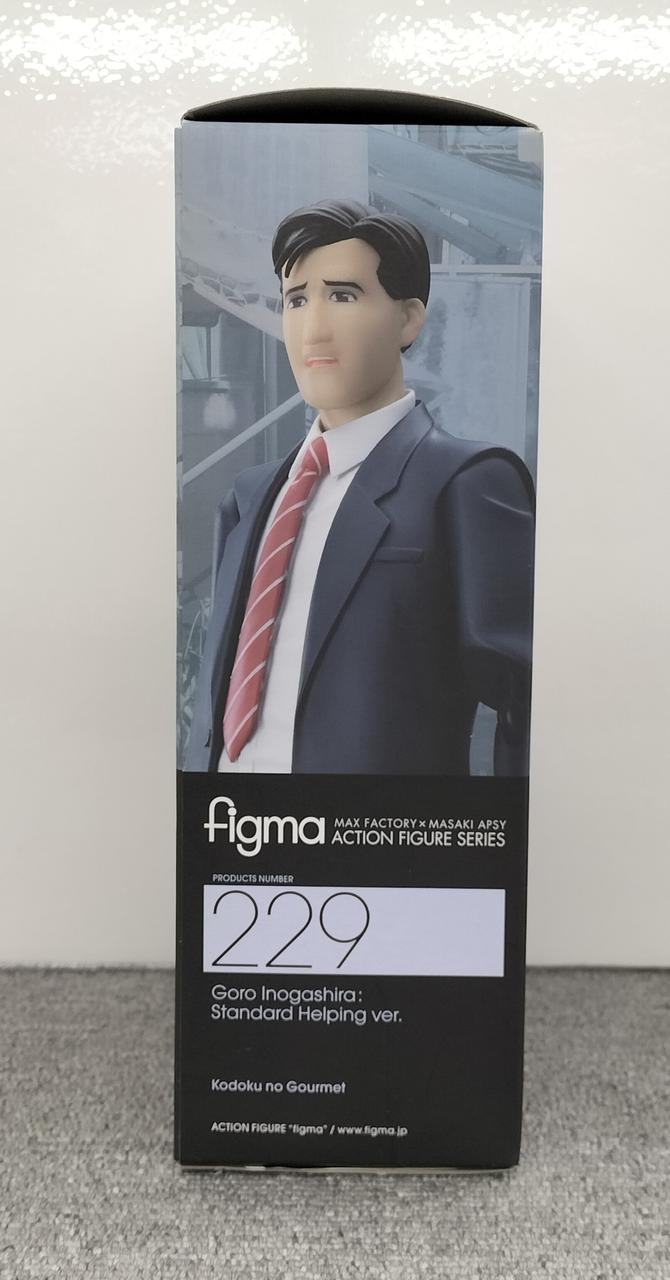 figma MAX FACTORY×MASAKI APSY
ACTION FIGURE SERIES
PRODUCTS NUMBER
229
Goro Inogashira:
Standard Helping ver.
Kodoku no Gourmet
ACTION FIGURE "figma" / www.figma.jp